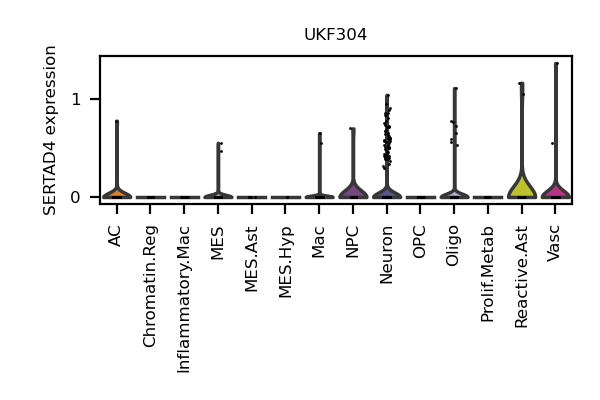 UKF304
SERTAD4 expression
1
0
AC
Chromatin.Reg
Inflammatory.Mac
MES
MES.Ast
MES.Hyp
Mac
NPC
Neuron
OPC
Oligo
Prolif.Metab
Reactive.Ast
Vasc